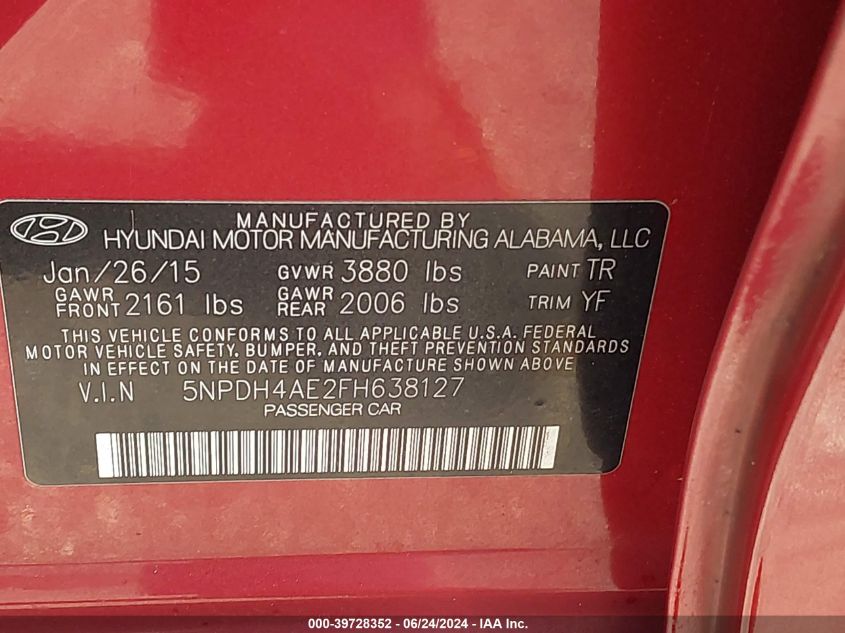 MANUFACTURED BY
HYUNDAI MOTOR MANUFACTURING ALABAMA, LLC
Jan/26/15 GVWR 3880 lbs PAINT TR
GAWR FRONT 2161 lbs GAWR REAR 2006 lbs TRIM YF
THIS VEHICLE CONFORMS TO ALL APPLICABLE U.S.A. FEDERAL
MOTOR VEHICLE SAFETY, BUMPER, AND THEFT PREVENTION STANDARDS
IN EFFECT ON THE DATE OF MANUFACTURE SHOWN ABOVE
V.I.N 5NPDH4AE2FH638127
PASSENGER CAR
000-39728352 - 06/24/2024 - IAA Inc.